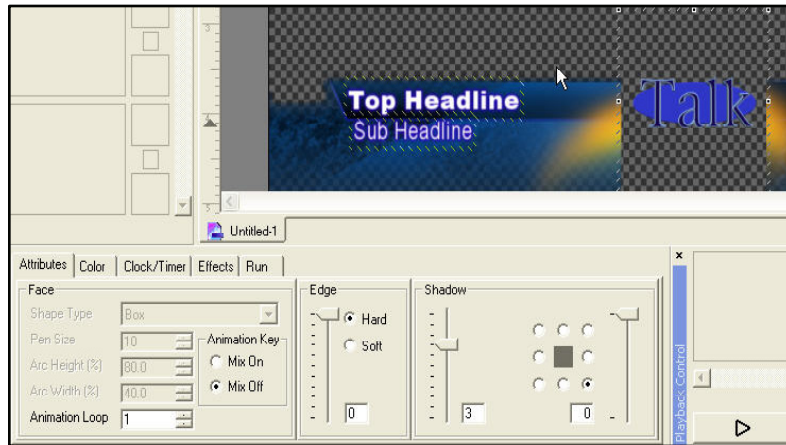 Top Headline
Sub Headline
Talk
Untitled-1
Attributes
Color
Clock/Timer
Effects
Run
Face
Shape Type
Box
Pen Size
10
Arc Height (%)
80.0
Arc Width (%)
40.0
Animation Loop
1
Animation Key
Mix On
Mix Off
Edge
Hard
Soft
0
Shadow
3
0
x
Playback Control